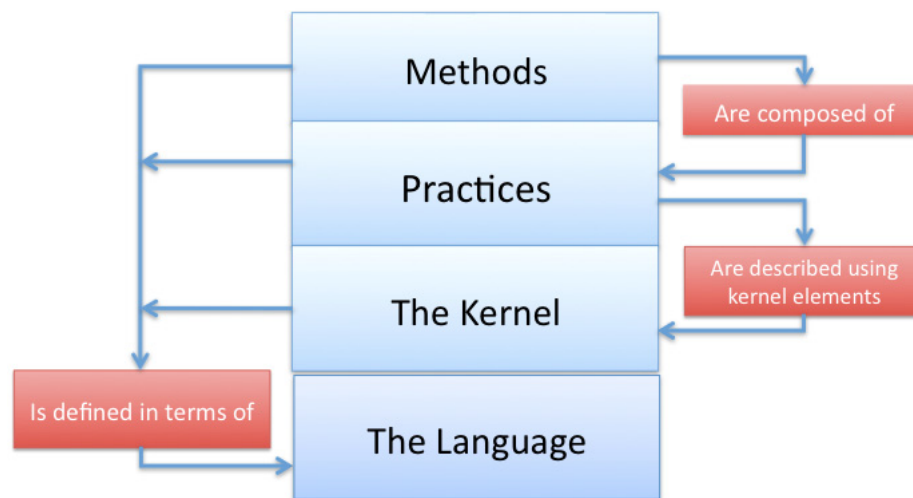 Methods
Are composed of
Practices
Are described using
kernel elements
The Kernel
Is defined in terms of
The Language